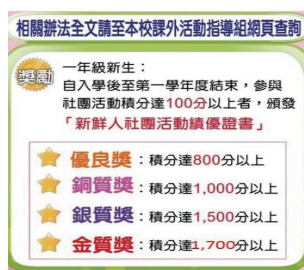 相關辦法全文請至本校課外活動指導組網頁查詢
獎勵
一年級新生：
自入學後至第一學年度結束，參與
社團活動積分達100分以上者，頒發
「新鮮人社團活動績優證書」
優良獎：積分達800分以上
銅質獎：積分達1,000分以上
銀質獎：積分達1,500分以上
金質獎：積分達1,700分以上